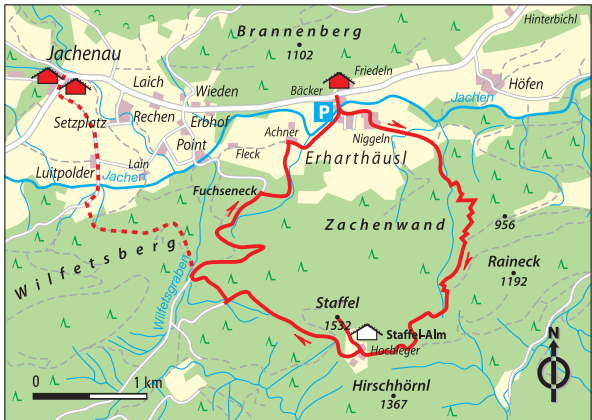 Hinterbichl
Brannenberg
1102
Jachenau
Friedeln
Laich
Wieden
Bäcker
Höfen
Jachen
P
Setzplatz
Rechen
Erbhof
Achner
Niggeln
Point
Fleck
Erharthäusl
Lain
Luitpolder
Jachen
Fuchseneck
Zachenwand
956
Wilfetsberg
Raineck
1192
Wilfetsgraben
Staffel
1532
Staffel-Alm
Hochleger
N
0 1 km
Hirschhörnl
1367